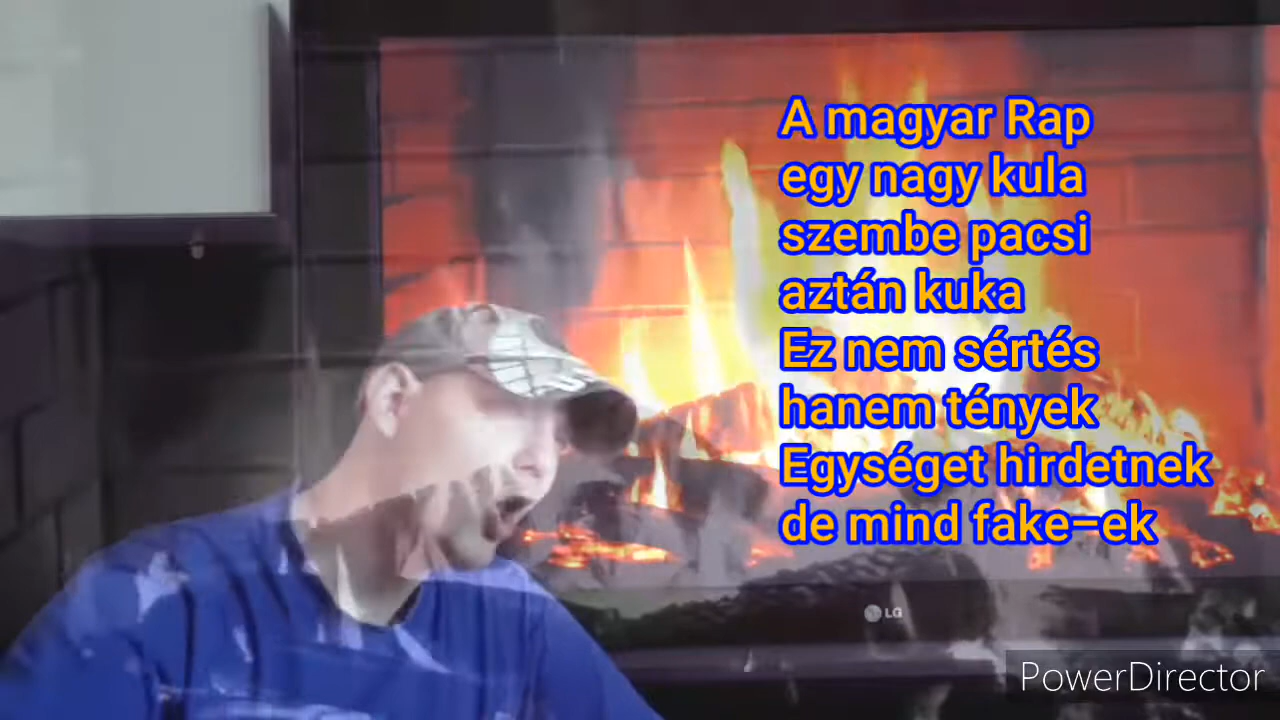 A magyar Rap
egy nagy kula
szembe pacsi
aztán kuka
Ez nem sértés
hanem tények
Egységet hirdetnek
de mind fake–ek
LG
PowerDirector